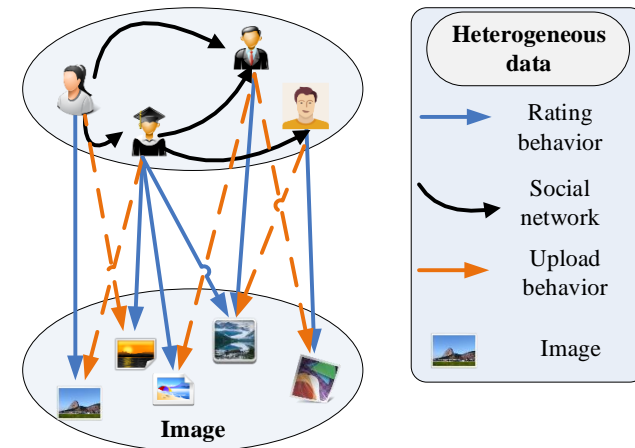 Heterogeneous
data
Rating
behavior
Social
network
Upload
behavior
Image
Image